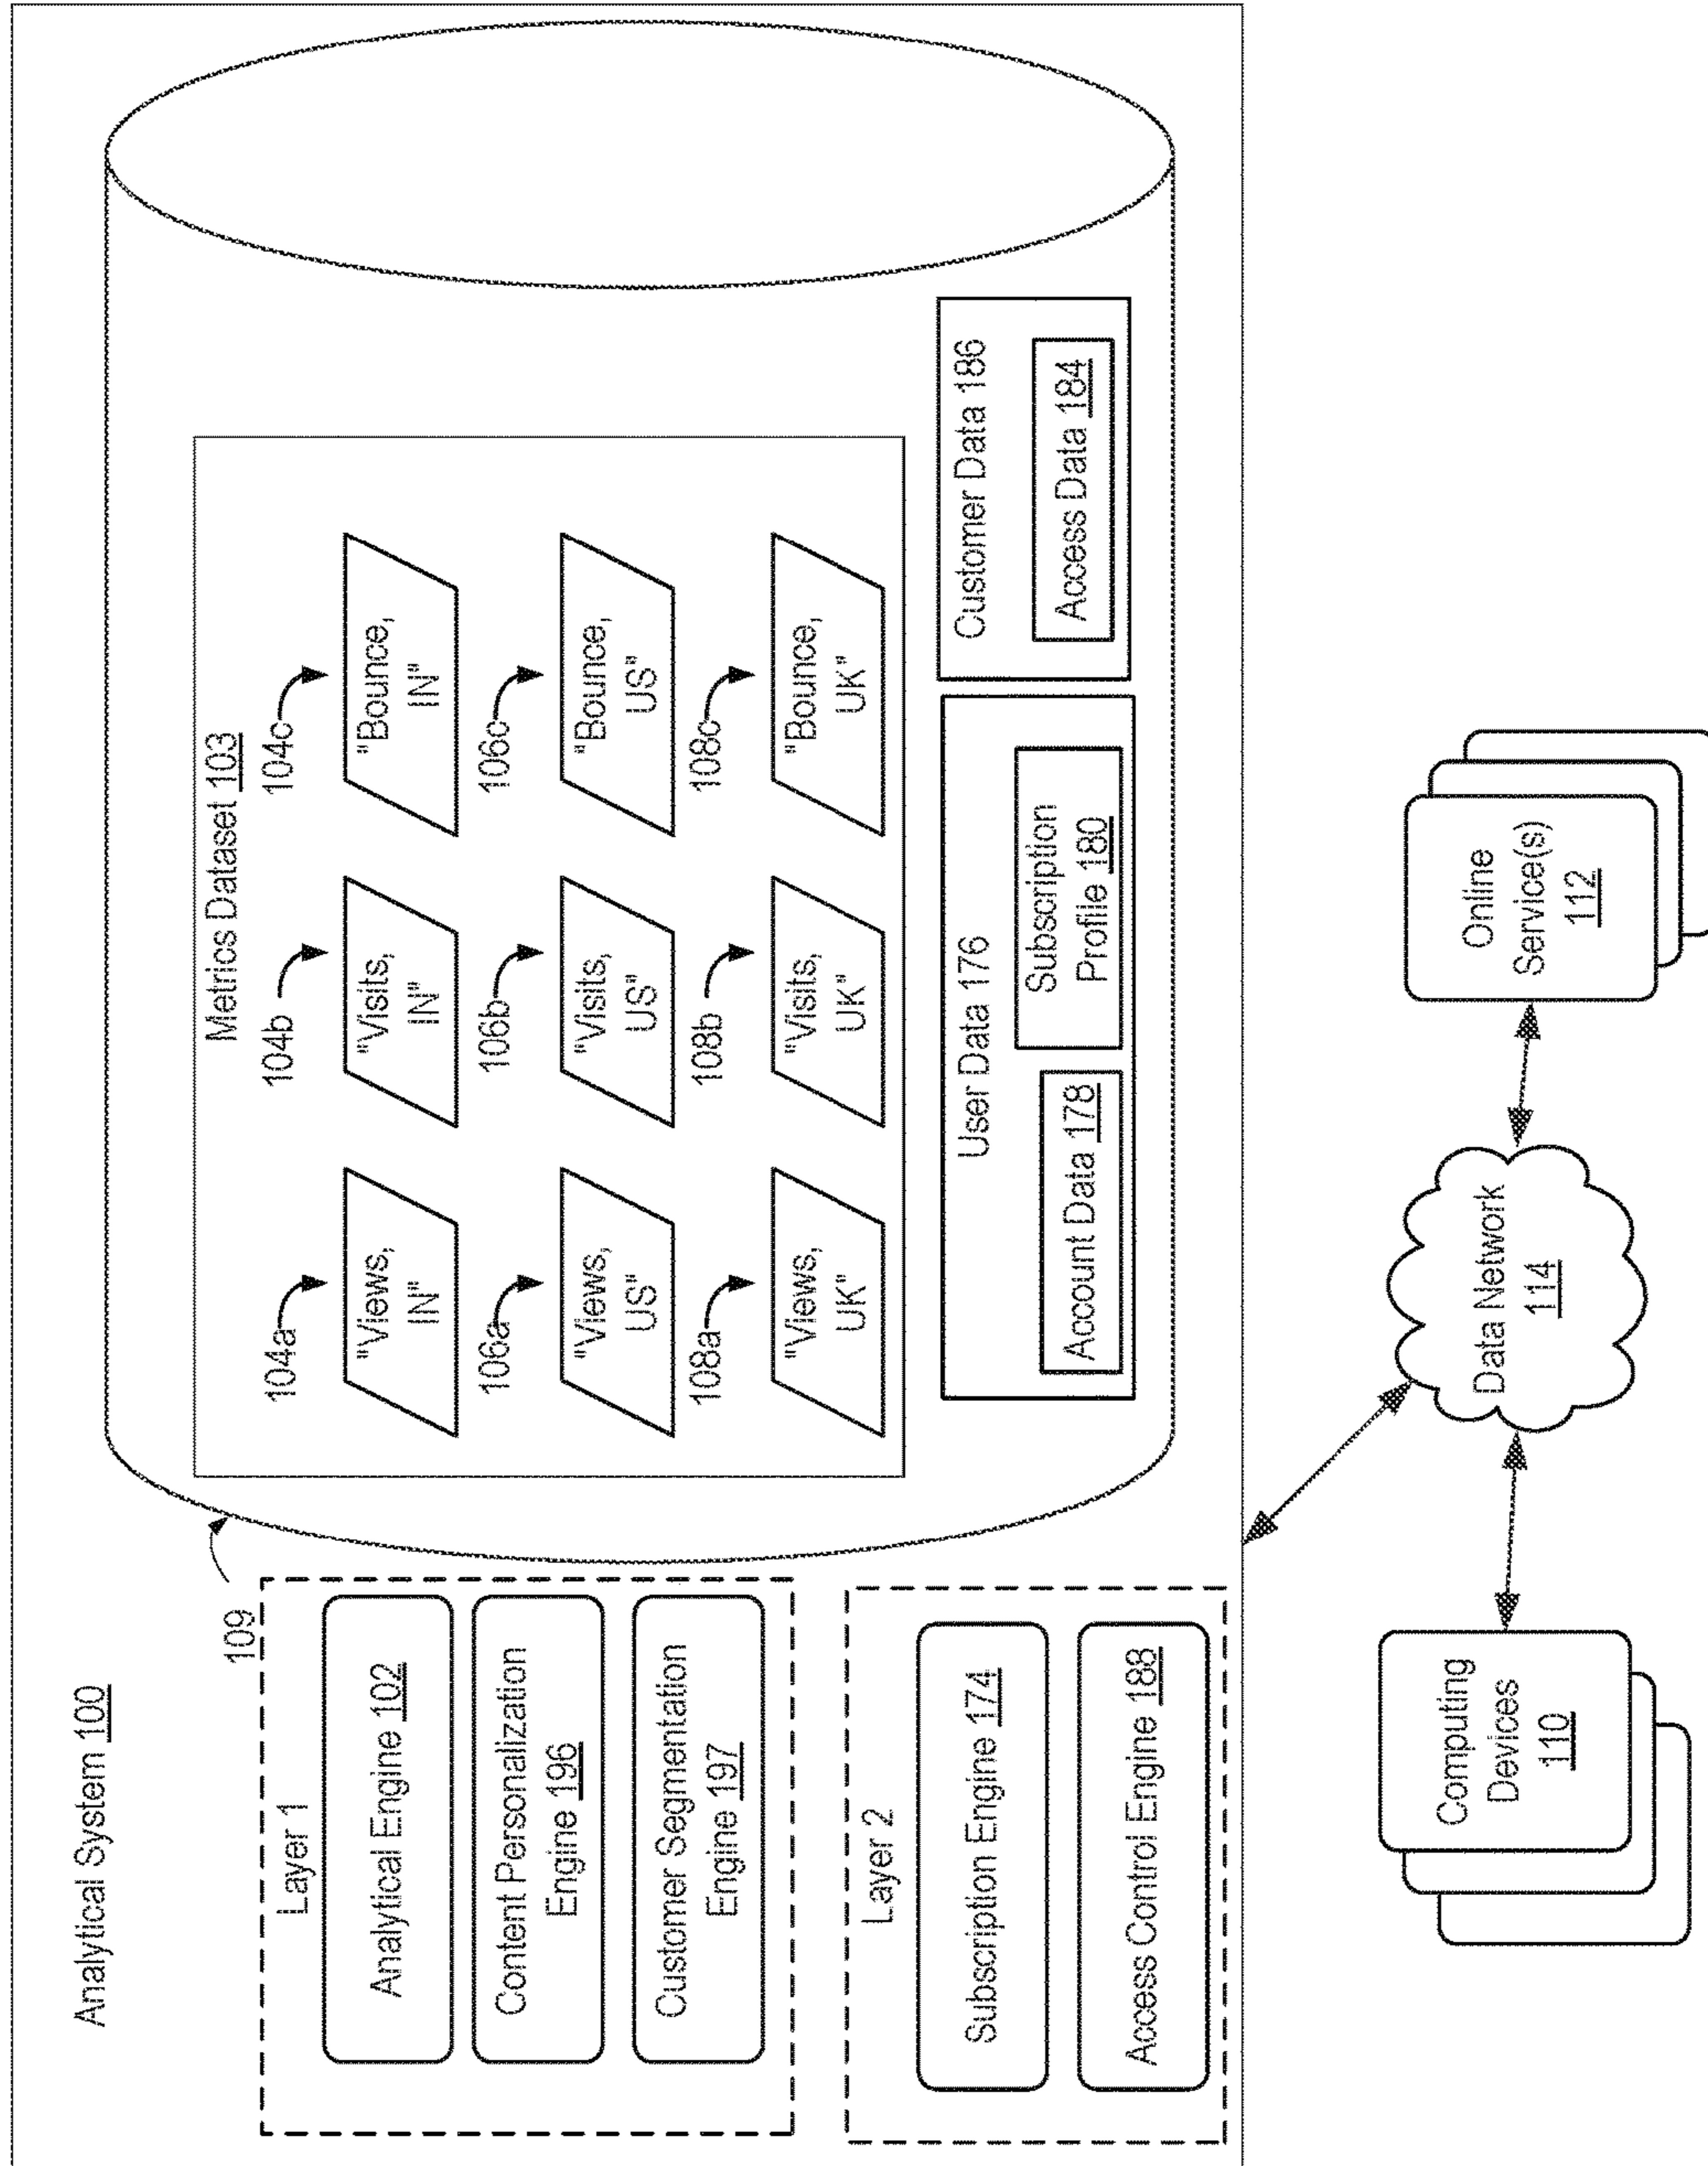 Analytical System 100
109
Layer 1
Analytical Engine 102
Content Personalization
Engine 196
Customer Segmentation
Engine 197
Layer 2
Subscription Engine 174
Access Control Engine 188
Metrics Dataset 103
104a
104b
104c
"Views,
IN"
"Visits,
IN"
"Bounce,
IN"
106a
106b
106c
"Views,
US"
"Visits,
US"
"Bounce,
US"
108a
108b
108c
"Views,
UK"
"Visits,
UK"
"Bounce,
UK"
User Data 176
Account Data 178
Subscription
Profile 180
Customer Data 186
Access Data 184
Computing
Devices
110
Data Network
114
Online
Service(s)
112